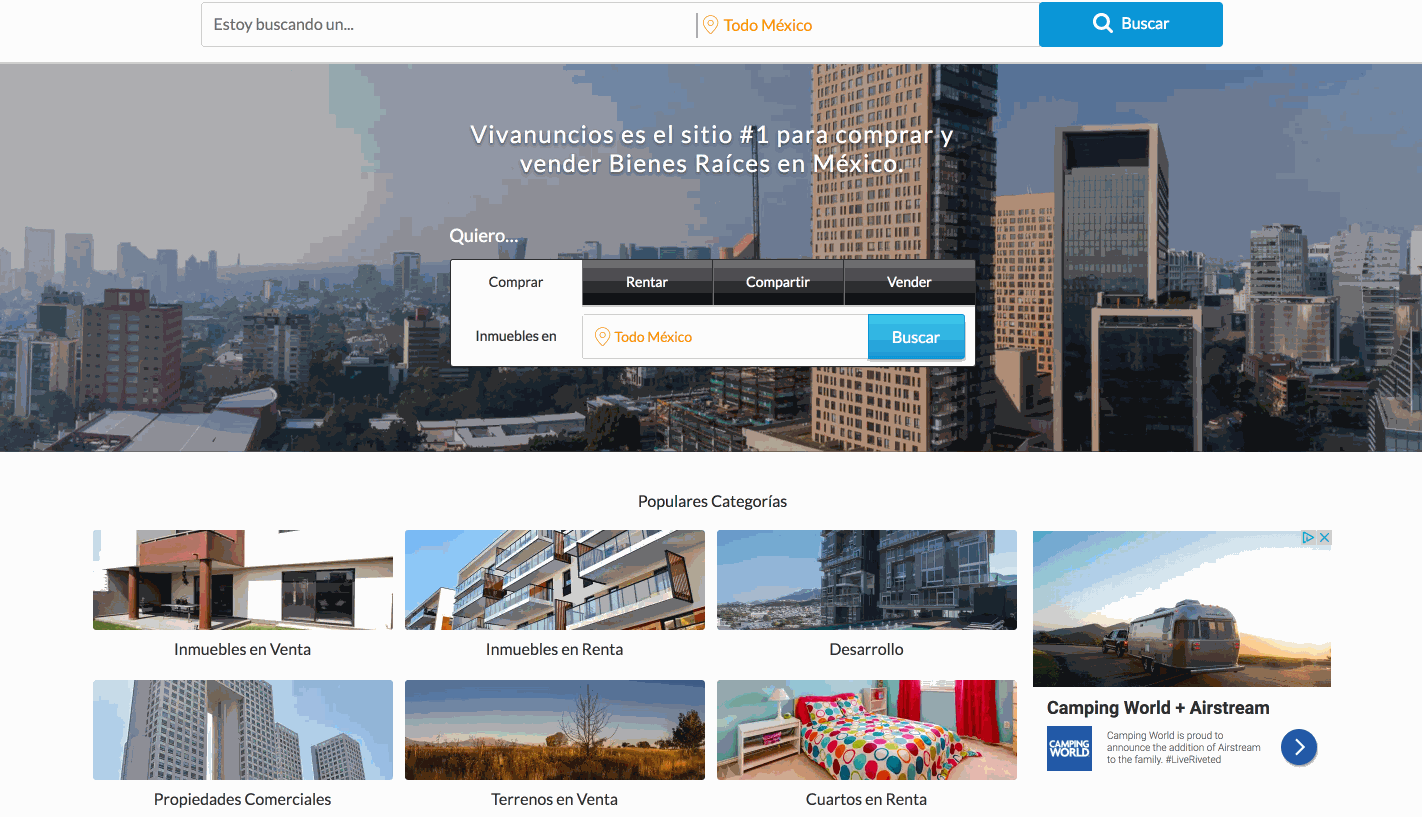 Estoy buscando un...
Todo México
Buscar
Vivanuncios es el sitio #1 para comprar y
vender Bienes Raíces en México.
Quiero...
Comprar
Rentar
Compartir
Vender
Inmuebles en
Todo México
Buscar
Populares Categorías
Inmuebles en Venta
Inmuebles en Renta
Desarrollo
Propiedades Comerciales
Terrenos en Venta
Cuartos en Renta
Camping World + Airstream
CAMPING
WORLD
Camping World is proud to
announce the addition of Airstream
to the family. #LiveRiveted